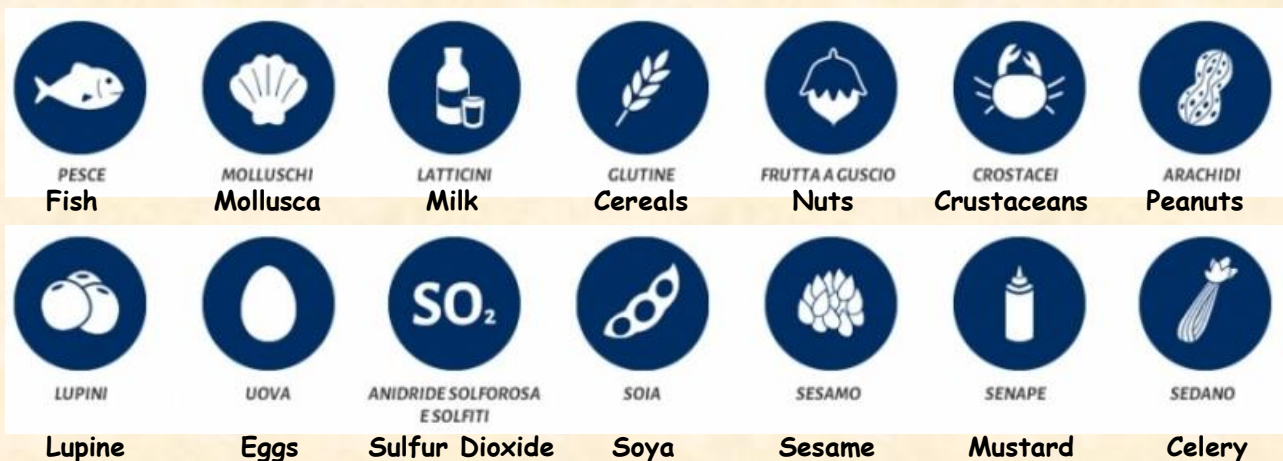 PESCE MOLLUSCHI LATTICINI GLUTINE FRUTTA A GUSCIO CROSTACEI ARACHIDI
Fish Mollusca Milk Cereals Nuts Crustaceans Peanuts
SO₂
LUPINI UOVA ANIDRIDE SOLFOROSA SOIA SESAMO SENAPE SEDANO
E SOLFITI
Lupine Eggs Sulfur Dioxide Soya Sesame Mustard Celery